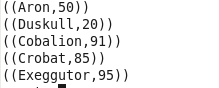 ((Aron,50))
((Duskull,20))
((Cobalion,91))
((Crobat,85))
((Exeggutor,95))